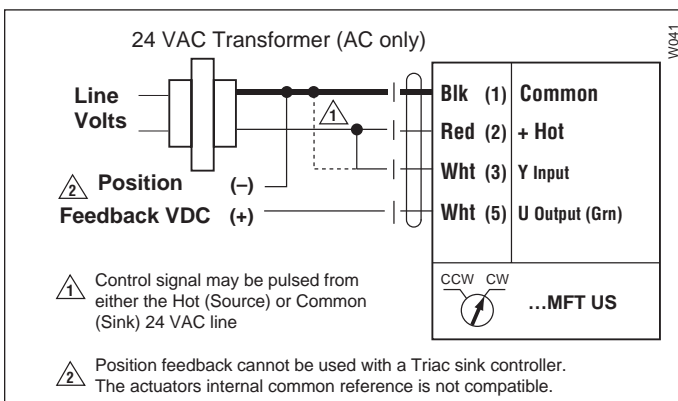 W041
24 VAC Transformer (AC only)
Line
Volts
Blk (1) Common
1
Red (2) + Hot
Wht (3) Y Input
2 Position (–)
Feedback VDC (+)
Wht (5) U Output (Grn)
1 Control signal may be pulsed from
either the Hot (Source) or Common
(Sink) 24 VAC line
CCW CW
...MFT US
2 Position feedback cannot be used with a Triac sink controller.
The actuators internal common reference is not compatible.